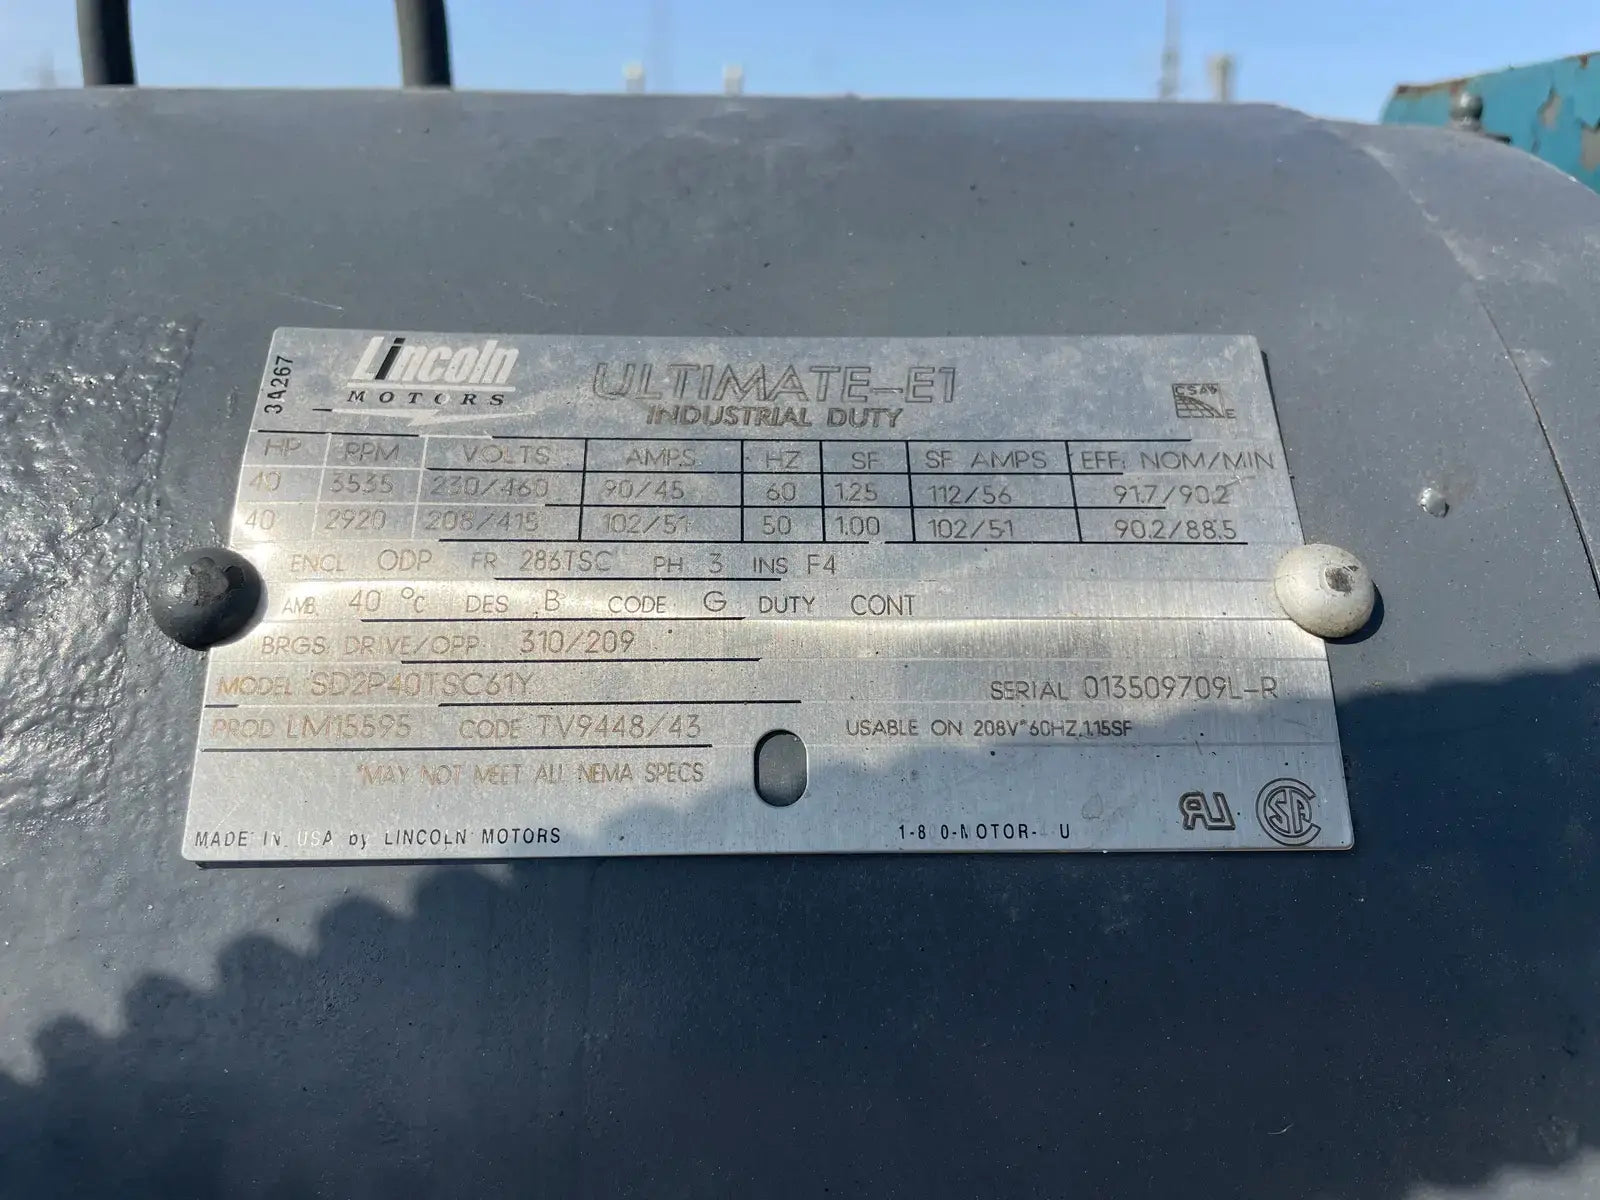 3A267
Lincoln
MOTORS
ULTIMATE-E1
INDUSTRIAL DUTY
CSA
E
HP RPM VOLTS AMPS HZ SF SF AMPS EFF. NOM/MIN
40 3535 230/460 90/45 60 1.25 112/56 91.7/90.2
40 2920 208/415 102/51 50 1.00 102/51 90.2/88.5
ENCL ODP FR 286TSC PH 3 INS F4
AMB. 40 °C DES B CODE G DUTY CONT
BRGS. DRIVE/OPP 310/209
MODEL SD2P40TSC61Y SERIAL 013509709L-R
PROD LM15595 CODE TV9448/43 USABLE ON 208V*60HZ,1.15SF
*MAY NOT MEET ALL NEMA SPECS
MADE IN USA by LINCOLN MOTORS